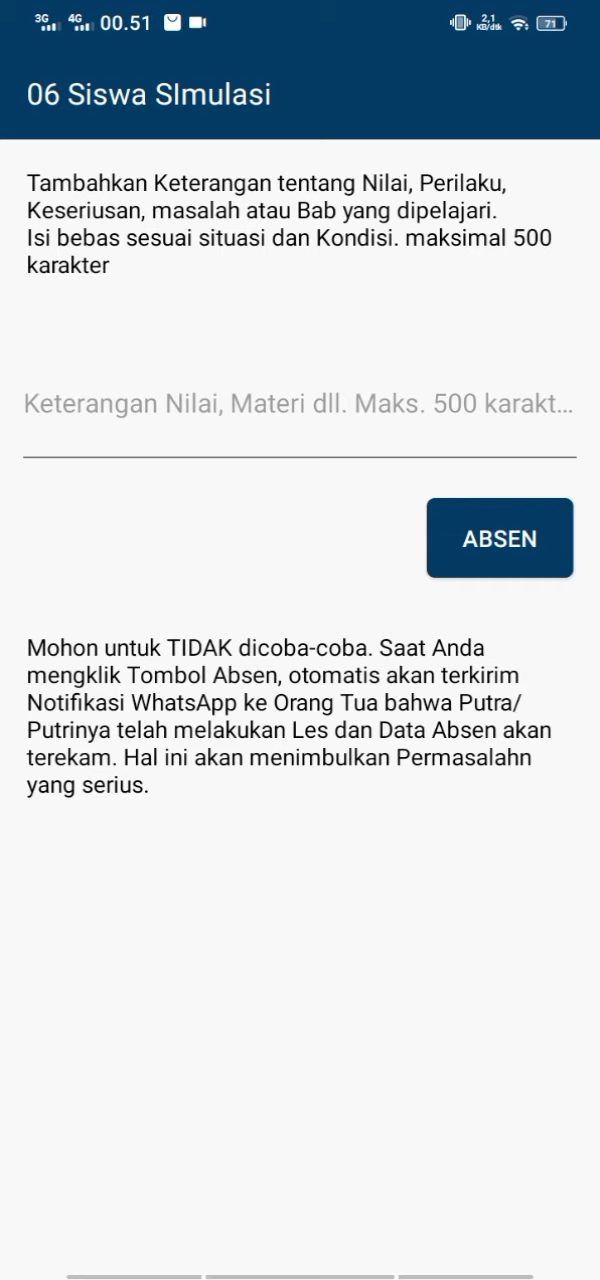 3G 4G 00.51 2,1 KB/dtk 71
06 Siswa SImulasi
Tambahkan Keterangan tentang Nilai, Perilaku,
Keseriusan, masalah atau Bab yang dipelajari.
Isi bebas sesuai situasi dan Kondisi. maksimal 500
karakter
Keterangan Nilai, Materi dll. Maks. 500 karakt...
ABSEN
Mohon untuk TIDAK dicoba-coba. Saat Anda
mengklik Tombol Absen, otomatis akan terkirim
Notifikasi WhatsApp ke Orang Tua bahwa Putra/
Putrinya telah melakukan Les dan Data Absen akan
terekam. Hal ini akan menimbulkan Permasalahn
yang serius.